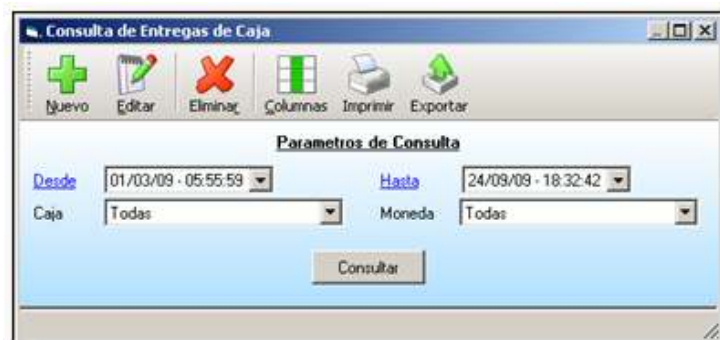 Consulta de Entregas de Caja
Nuevo Editar Eliminar Columnas Imprimir Exportar
Parametros de Consulta
Desde 01/03/09 - 05:55:59 Hasta 24/09/09 - 18:32:42
Caja Todas Moneda Todas
Consultar